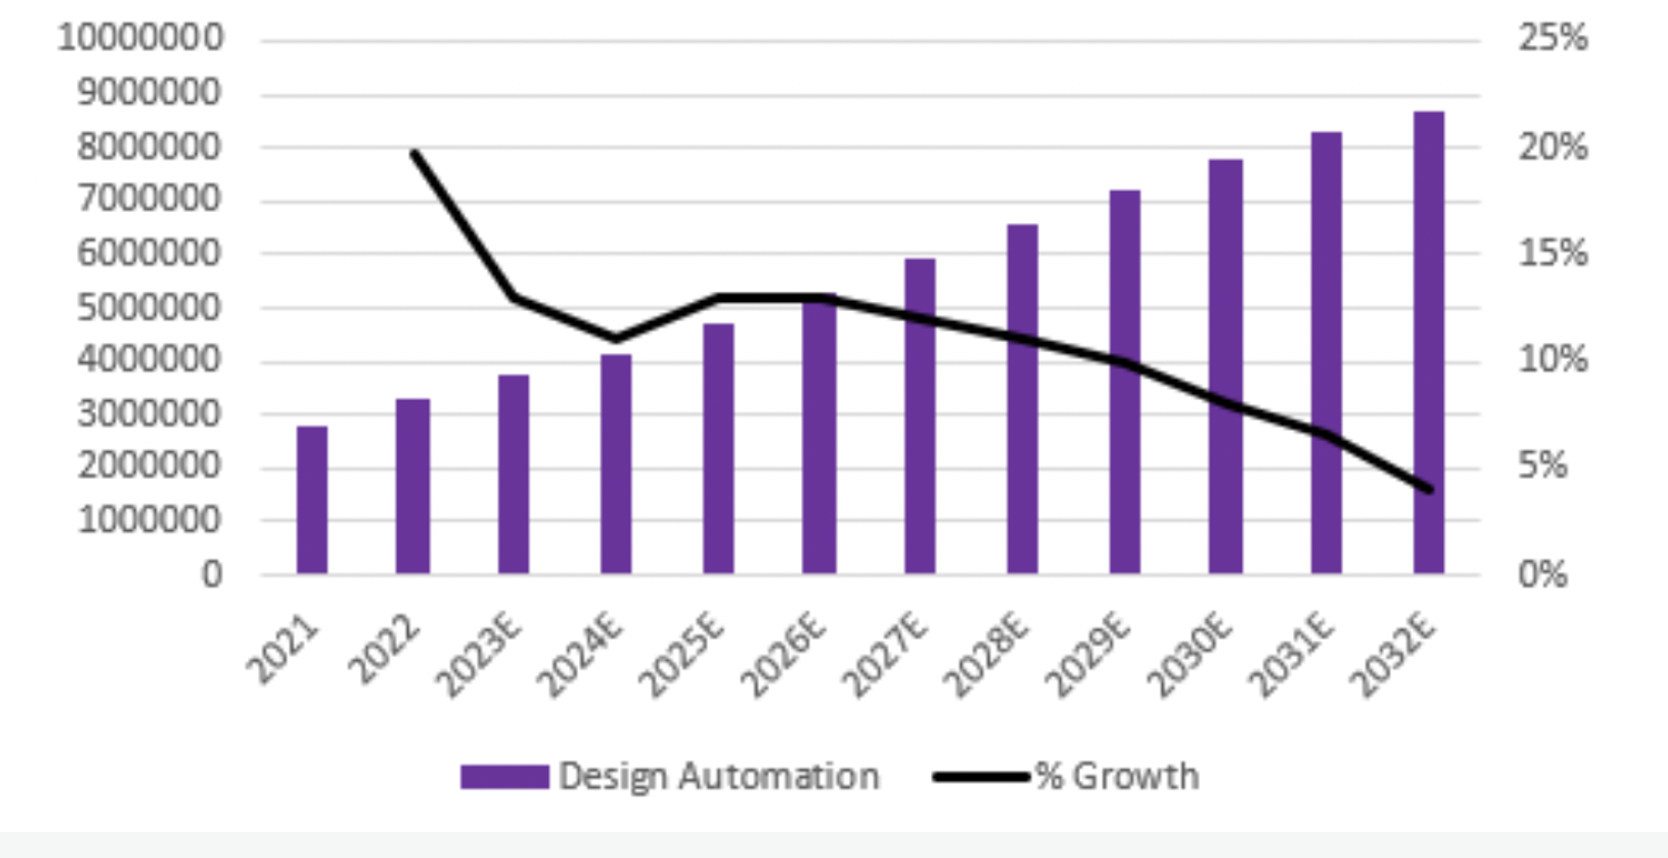 10000000
9000000
8000000
7000000
6000000
5000000
4000000
3000000
2000000
1000000
0
25%
20%
15%
10%
5%
0%
2021
2022
2023E
2024E
2025E
2026E
2027E
2028E
2029E
2030E
2031E
2032E
Design Automation
% Growth